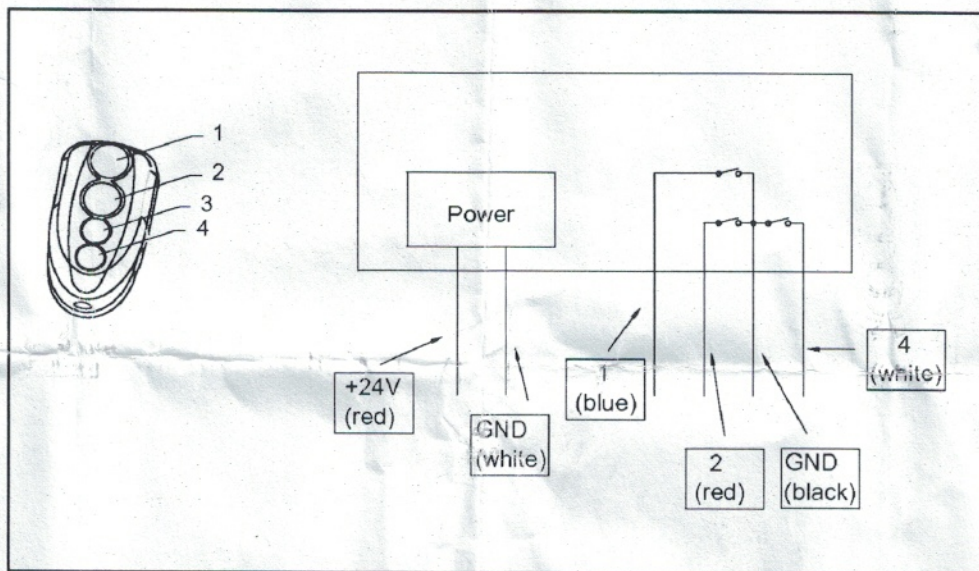 1
2
3
4
Power
+24V
(red)
GND
(white)
1
(blue)
2
(red)
GND
(black)
4
(white)